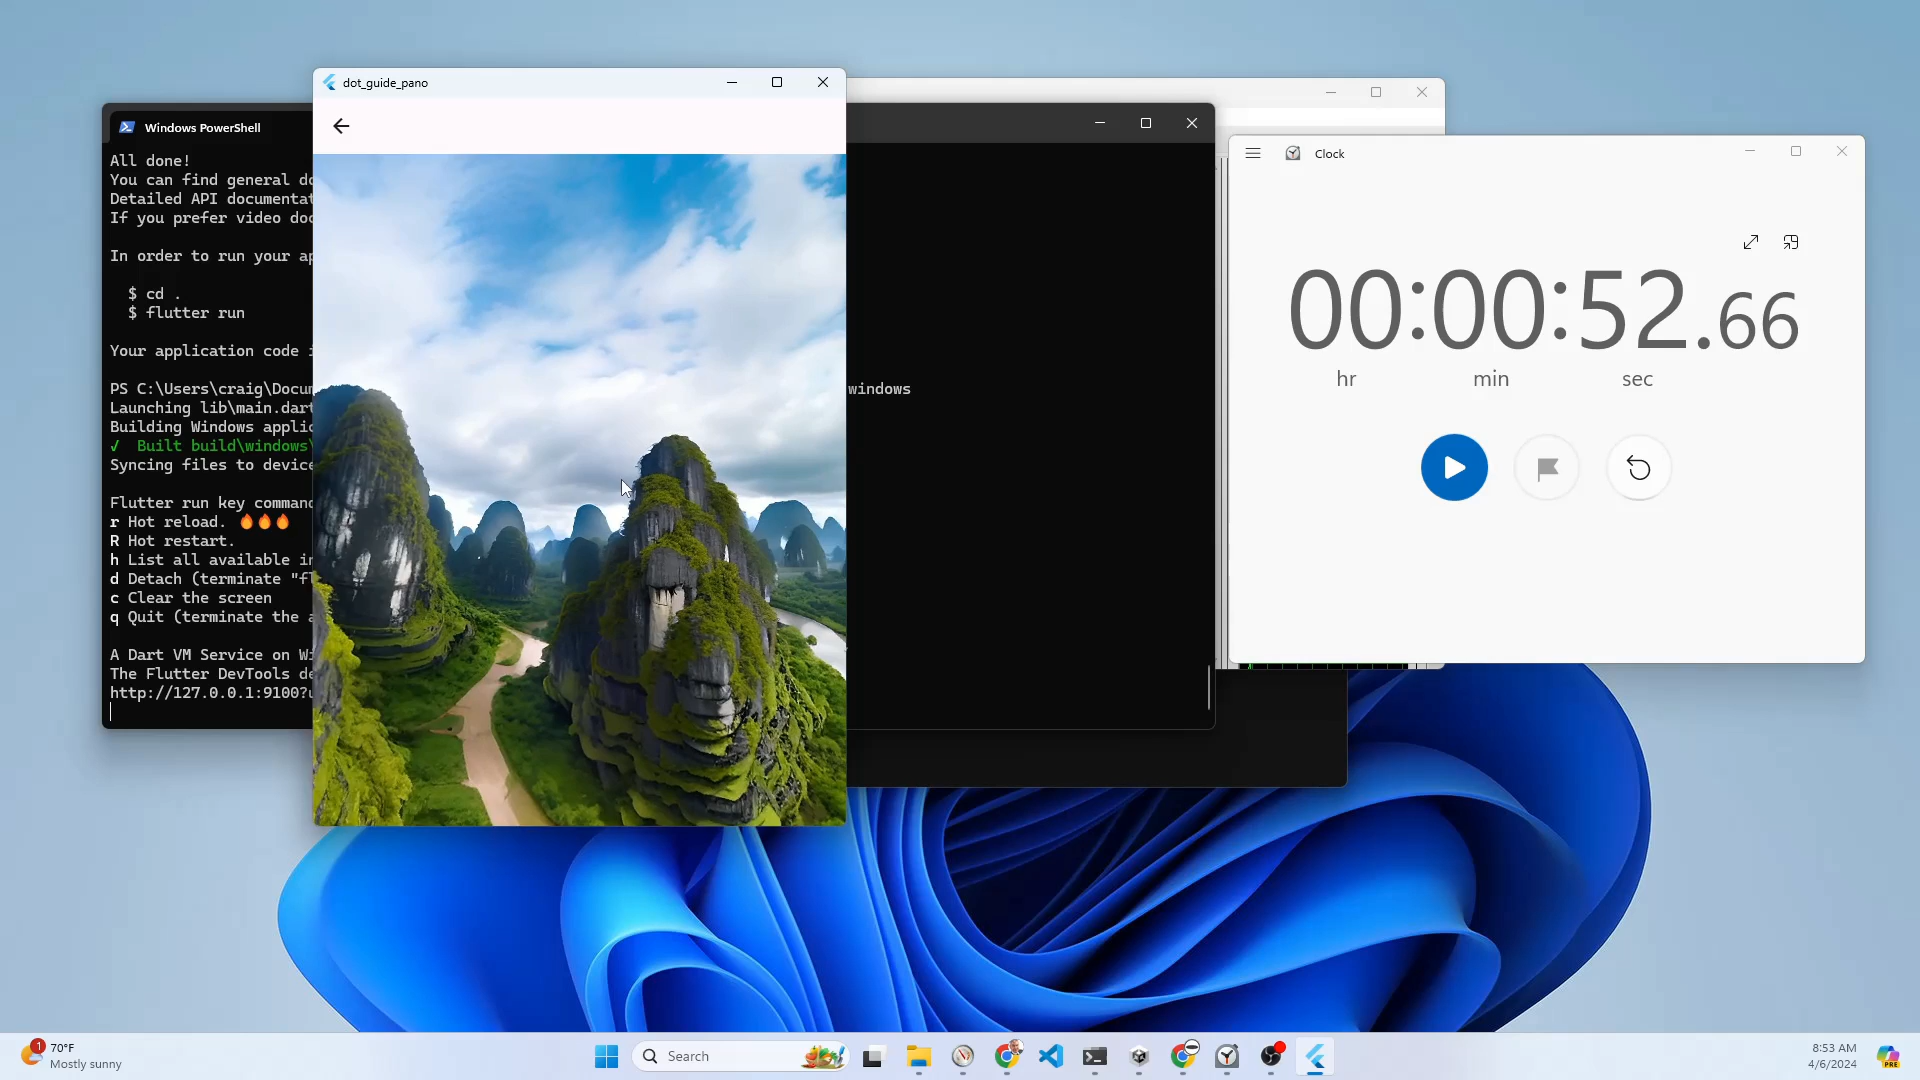 dot_guide_pano
Windows PowerShell
All done!
You can find general do
Detailed API documentat
If you prefer video doc
In order to run your ap
$ cd .
$ flutter run
Your application code i
PS C:\Users\craig\Docum
windows
Launching lib\main.dart
Building Windows applic
√ Built build\windows\
Syncing files to device
Flutter run key command
r Hot reload. 🔥🔥🔥
R Hot restart.
h List all available in
d Detach (terminate "fl
c Clear the screen
q Quit (terminate the a
A Dart VM Service on Wi
The Flutter DevTools de
http://127.0.0.1:9100?u
Clock
00:00:52.66
hr min sec
1
70°F
Mostly sunny
Search
8:53 AM
4/6/2024
PRE